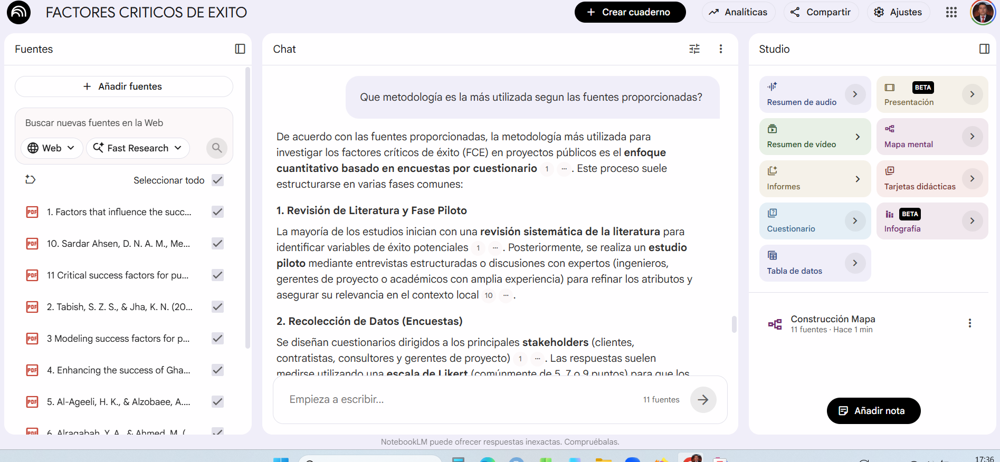 FACTORES CRITICOS DE EXITO
Crear cuaderno
Analíticas
Compartir
Ajustes
Fuentes
Añadir fuentes
Buscar nuevas fuentes en la Web
Web
Fast Research
Seleccionar todo
PDF 1. Factors that influence the succ...
PDF 10. Sardar Ahsen, D. N. A. M., Me...
PDF 11 Critical success factors for pu...
PDF 2. Tabish, S. Z. S., & Jha, K. N. (20...
PDF 3 Modeling success factors for p...
PDF 4. Enhancing the success of Gha...
PDF 5. Al-Ageeli, H. K., & Alzobaee, A....
PDF 6. Alragabah, Y. A., & Ahmed, M. (
Chat
Que metodología es la más utilizada segun las fuentes proporcionadas?
De acuerdo con las fuentes proporcionadas, la metodología más utilizada para
investigar los factores críticos de éxito (FCE) en proyectos públicos es el enfoque
cuantitativo basado en encuestas por cuestionario 1 ... . Este proceso suele
estructurarse en varias fases comunes:
1. Revisión de Literatura y Fase Piloto
La mayoría de los estudios inician con una revisión sistemática de la literatura para
identificar variables de éxito potenciales 1 ... . Posteriormente, se realiza un estudio
piloto mediante entrevistas estructuradas o discusiones con expertos (ingenieros,
gerentes de proyecto o académicos con amplia experiencia) para refinar los atributos y
asegurar su relevancia en el contexto local 10 ... .
2. Recolección de Datos (Encuestas)
Se diseñan cuestionarios dirigidos a los principales stakeholders (clientes,
contratistas, consultores y gerentes de proyecto) 1 ... . Las respuestas suelen
medirse utilizando una escala de Likert (comúnmente de 5, 7 o 9 puntos) para que los
Empieza a escribir...
11 fuentes
NotebookLM puede ofrecer respuestas inexactas. Compruébalas.
Studio
Resumen de audio
BETA
Presentación
Resumen de vídeo
Mapa mental
Informes
Tarjetas didácticas
Cuestionario
BETA
Infografía
Tabla de datos
Construcción Mapa
11 fuentes · Hace 1 min
Añadir nota
17:36